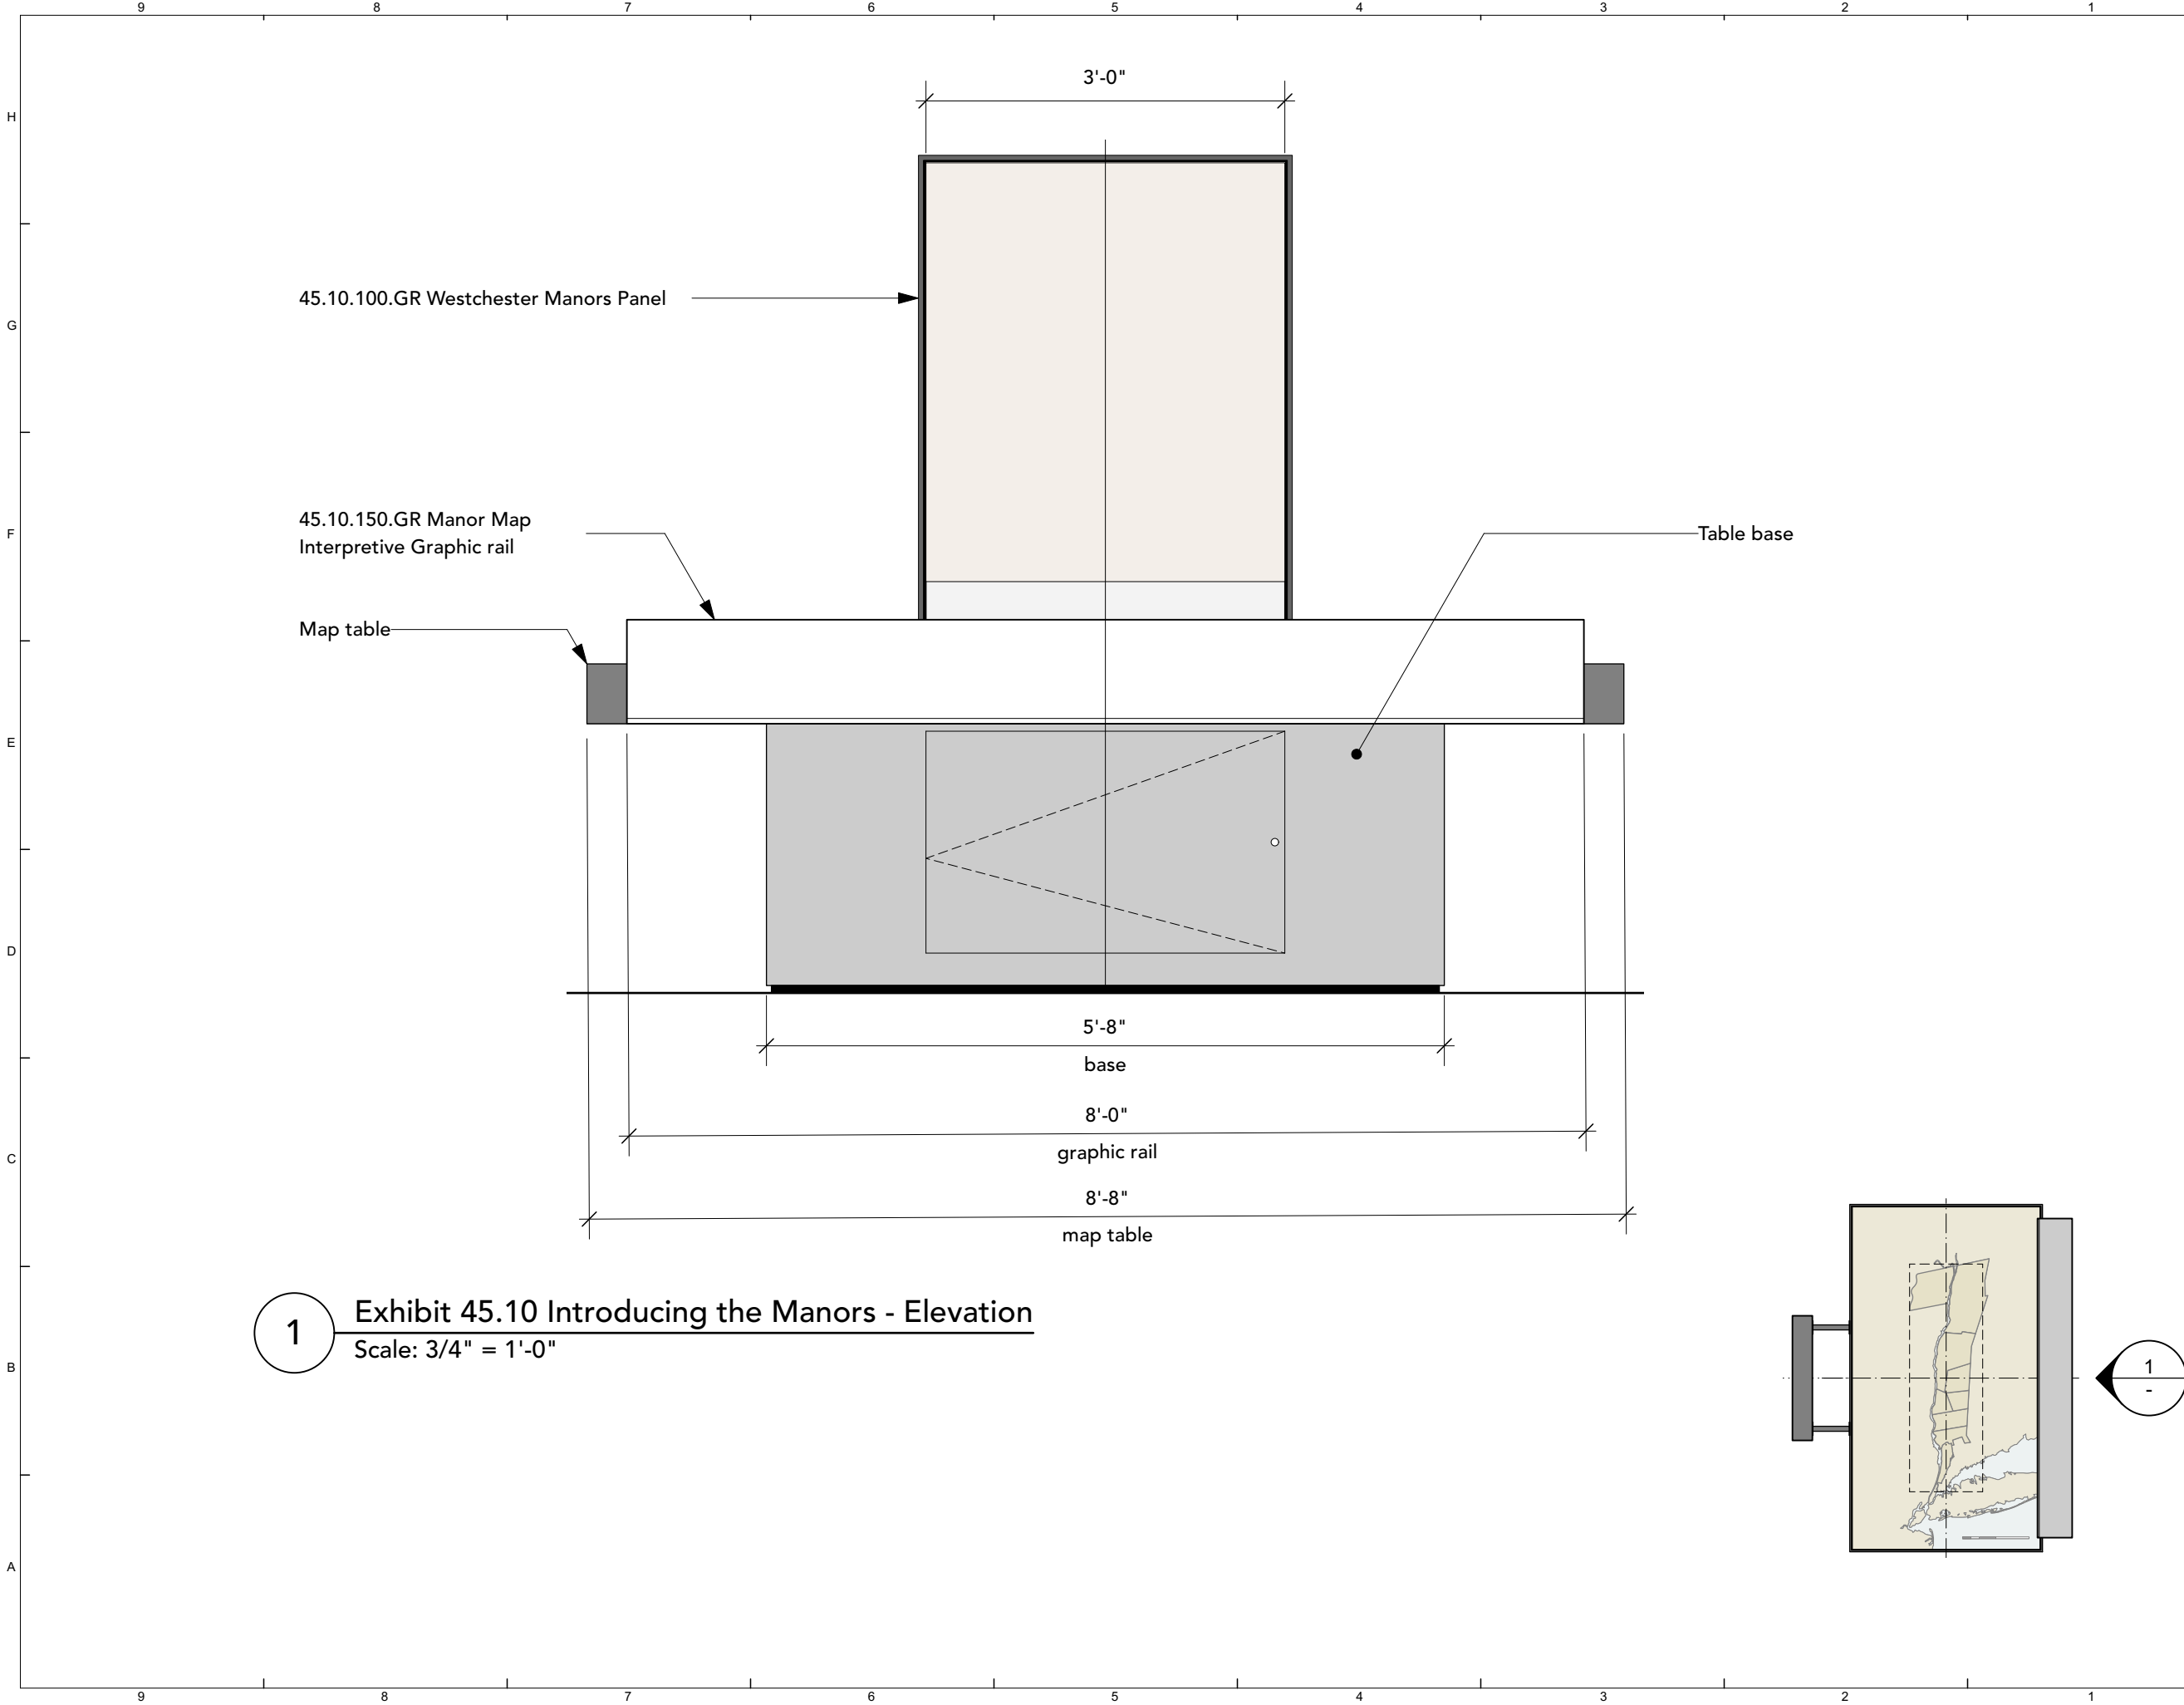 9 8 7 6 5 4 3 2 1
3'-0"
H
45.10.100.GR Westchester Manors Panel
G
45.10.150.GR Manor Map
Interpretive Graphic rail
F
Table base
Map table
E
D
5'-8"
base
8'-0"
graphic rail
C
8'-8"
map table
1
Exhibit 45.10 Introducing the Manors - Elevation
Scale: 3/4" = 1'-0"
B
1
-
A
9 8 7 6 5 4 3 2 1